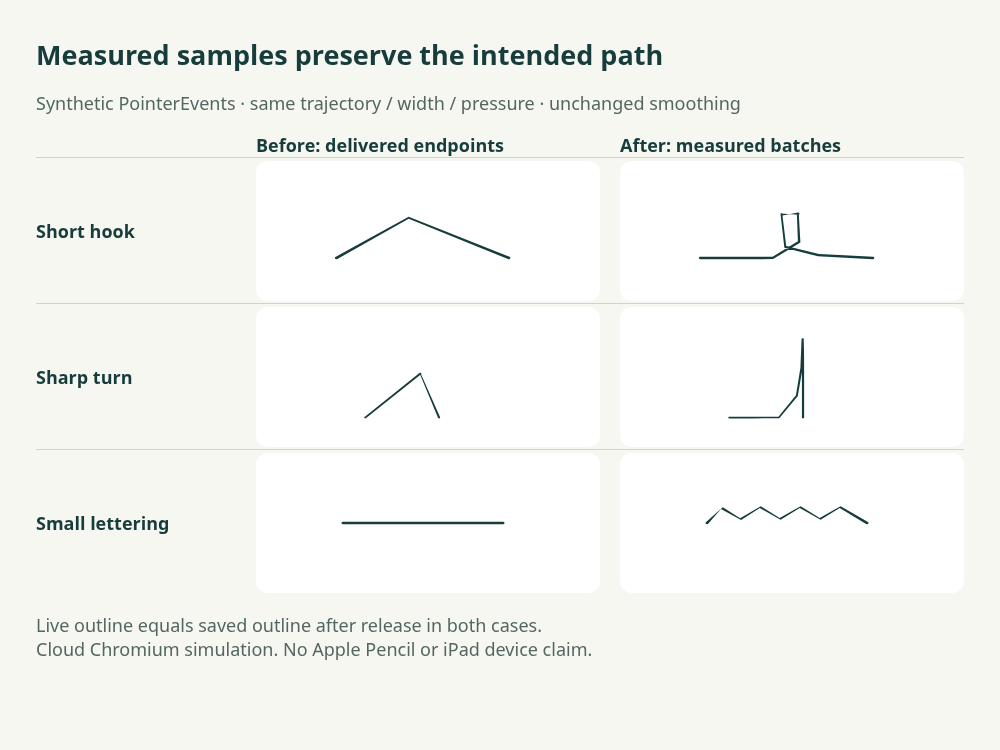 Measured samples preserve the intended path
Synthetic PointerEvents · same trajectory / width / pressure · unchanged smoothing
Before: delivered endpoints
After: measured batches
Short hook
Sharp turn
Small lettering
Live outline equals saved outline after release in both cases.
Cloud Chromium simulation. No Apple Pencil or iPad device claim.